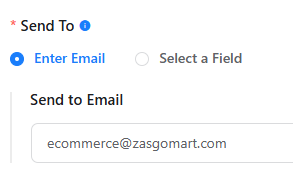 * Send To
Enter Email
Select a Field
Send to Email
ecommerce@zasgomart.com